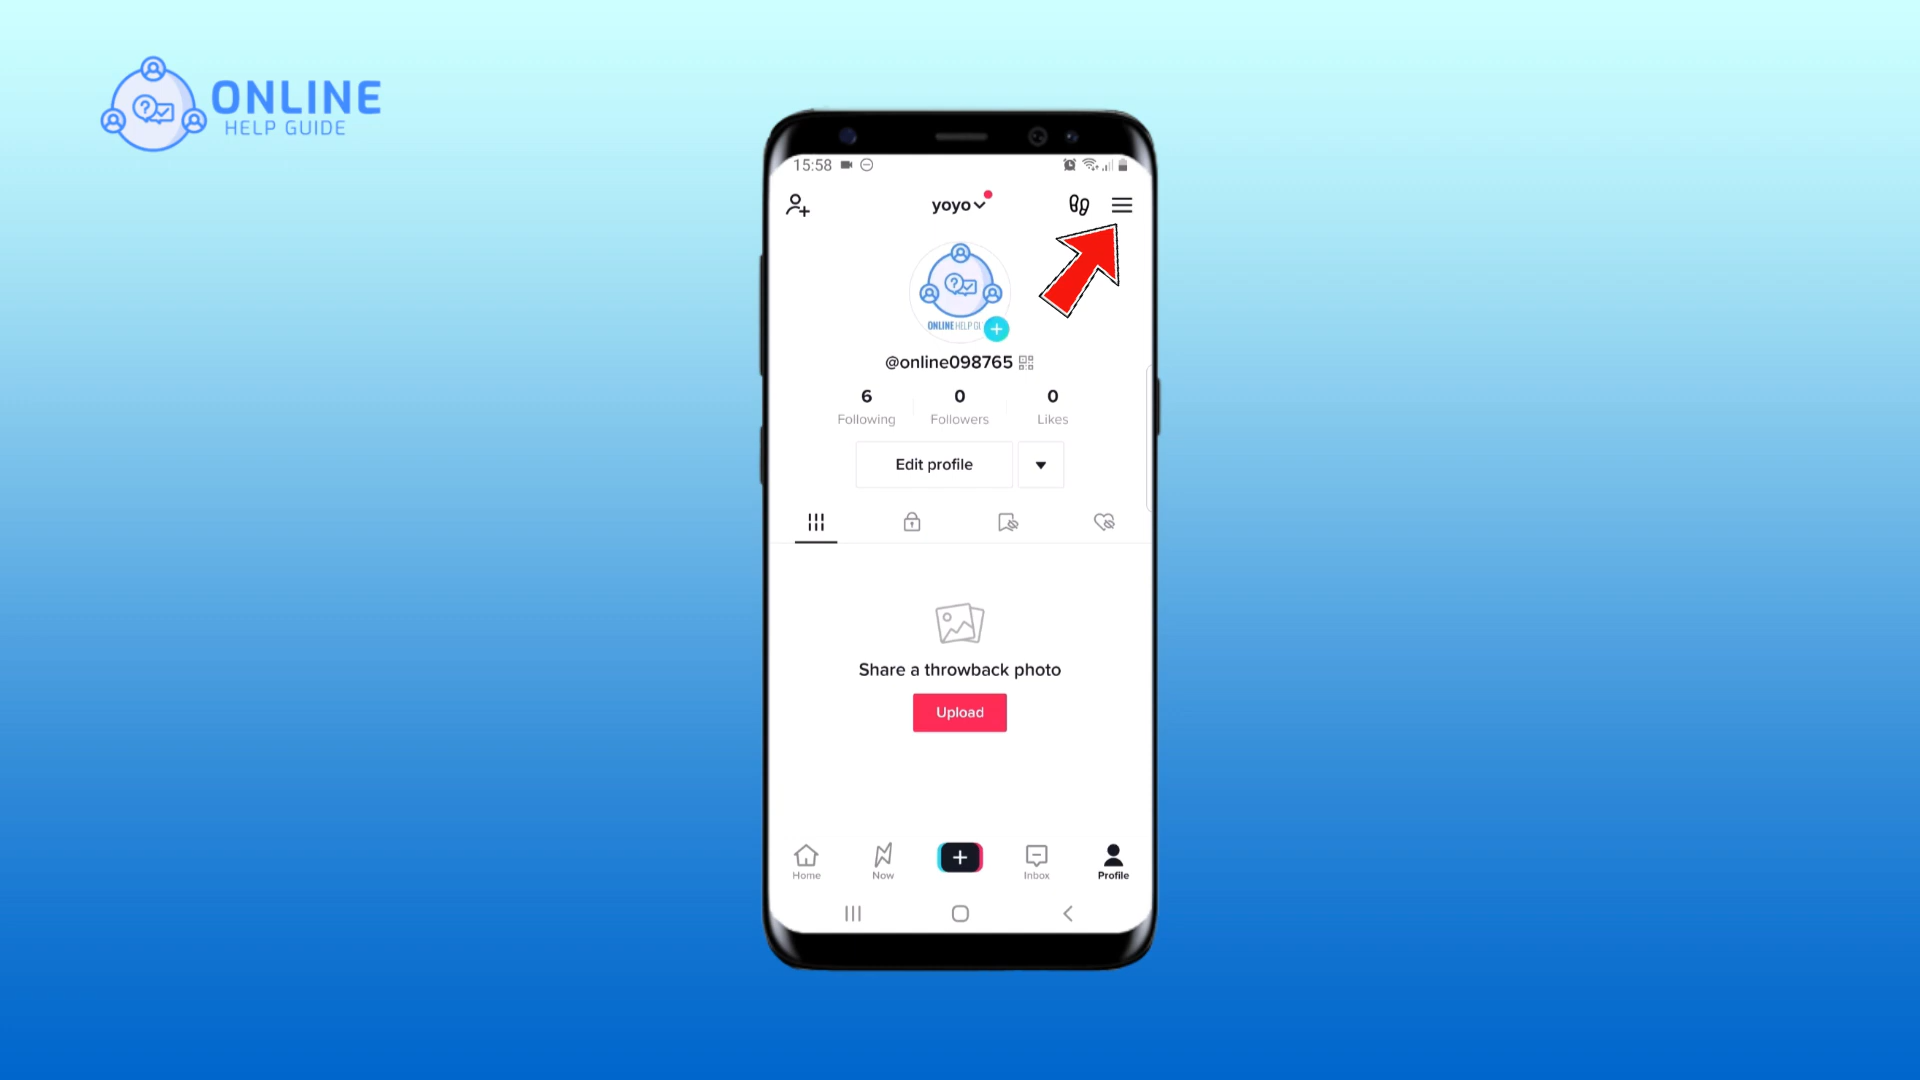 ONLINE
HELP GUIDE
15:58
yoyo
ONLINE HELP GU
@online098765
6 0 0
Following Followers Likes
Edit profile
Share a throwback photo
Upload
Home Now Inbox Profile